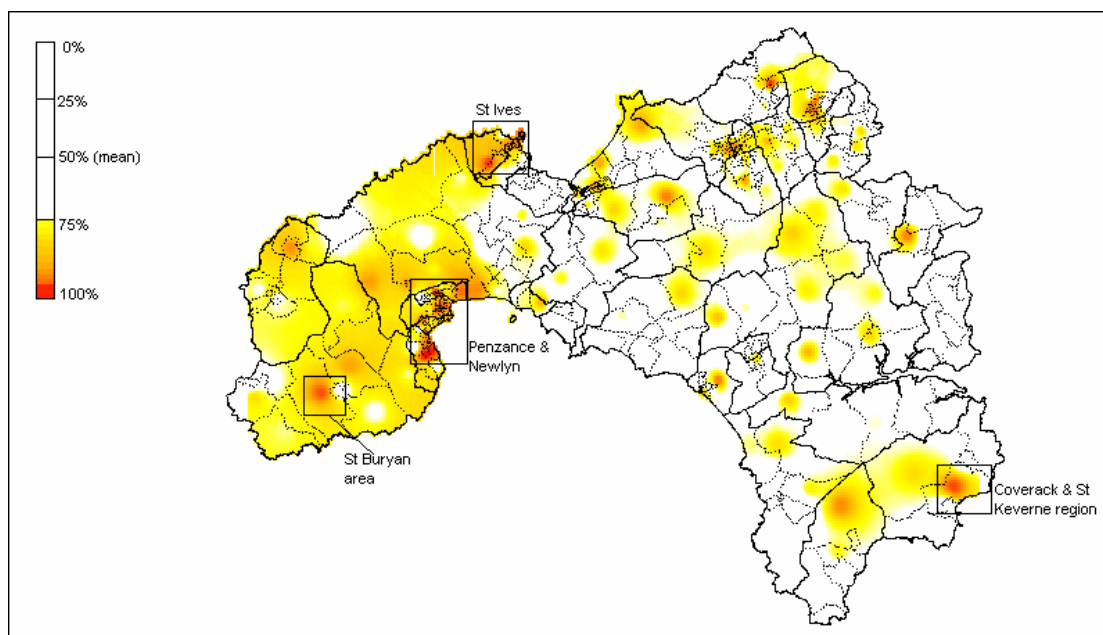 0%
25%
50% (mean)
75%
100%
St Ives
Penzance &
Newlyn
St Buryan
area
Coverack & St
Keverne region